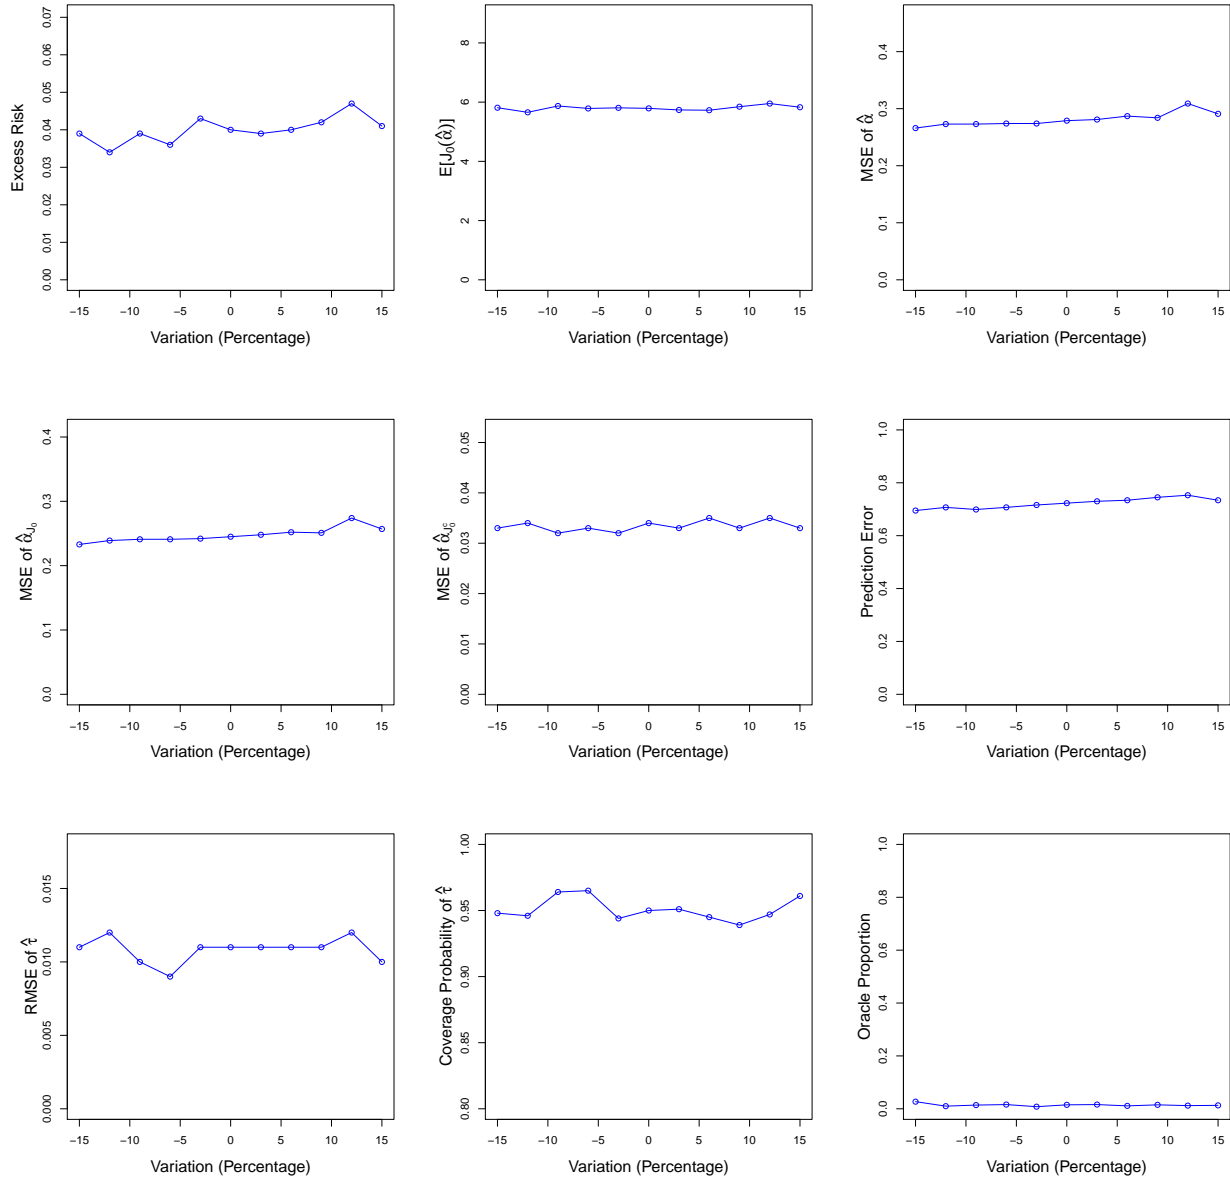 Excess Risk
0.00 0.01 0.02 0.03 0.04 0.05 0.06 0.07
−15 −10 −5 0 5 10 15
Variation (Percentage)
E[J₀(α̂)]
0 2 4 6 8
−15 −10 −5 0 5 10 15
Variation (Percentage)
MSE of α̂
0.0 0.1 0.2 0.3 0.4
−15 −10 −5 0 5 10 15
Variation (Percentage)
MSE of α̂_J₀
0.0 0.1 0.2 0.3 0.4
−15 −10 −5 0 5 10 15
Variation (Percentage)
MSE of α̂_J₀ᶜ
0.00 0.01 0.02 0.03 0.04 0.05
−15 −10 −5 0 5 10 15
Variation (Percentage)
Prediction Error
0.0 0.2 0.4 0.6 0.8 1.0
−15 −10 −5 0 5 10 15
Variation (Percentage)
RMSE of τ̂
0.000 0.005 0.010 0.015
−15 −10 −5 0 5 10 15
Variation (Percentage)
Coverage Probability of τ̂
0.80 0.85 0.90 0.95 1.00
−15 −10 −5 0 5 10 15
Variation (Percentage)
Oracle Proportion
0.0 0.2 0.4 0.6 0.8 1.0
−15 −10 −5 0 5 10 15
Variation (Percentage)